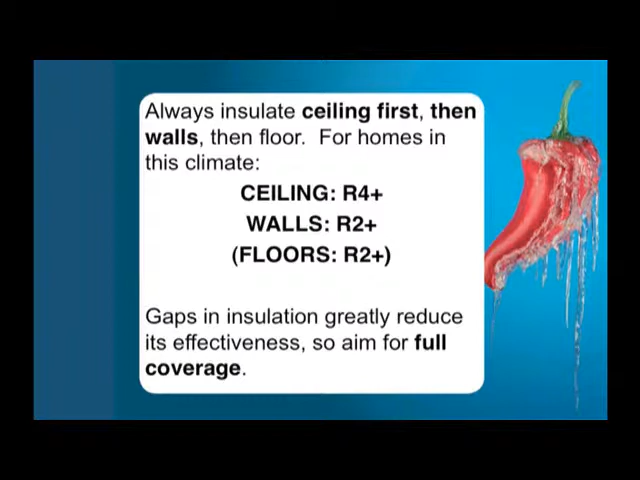 Always insulate ceiling first, then
walls, then floor. For homes in
this climate:
CEILING: R4+
WALLS: R2+
(FLOORS: R2+)
Gaps in insulation greatly reduce
its effectiveness, so aim for full
coverage.